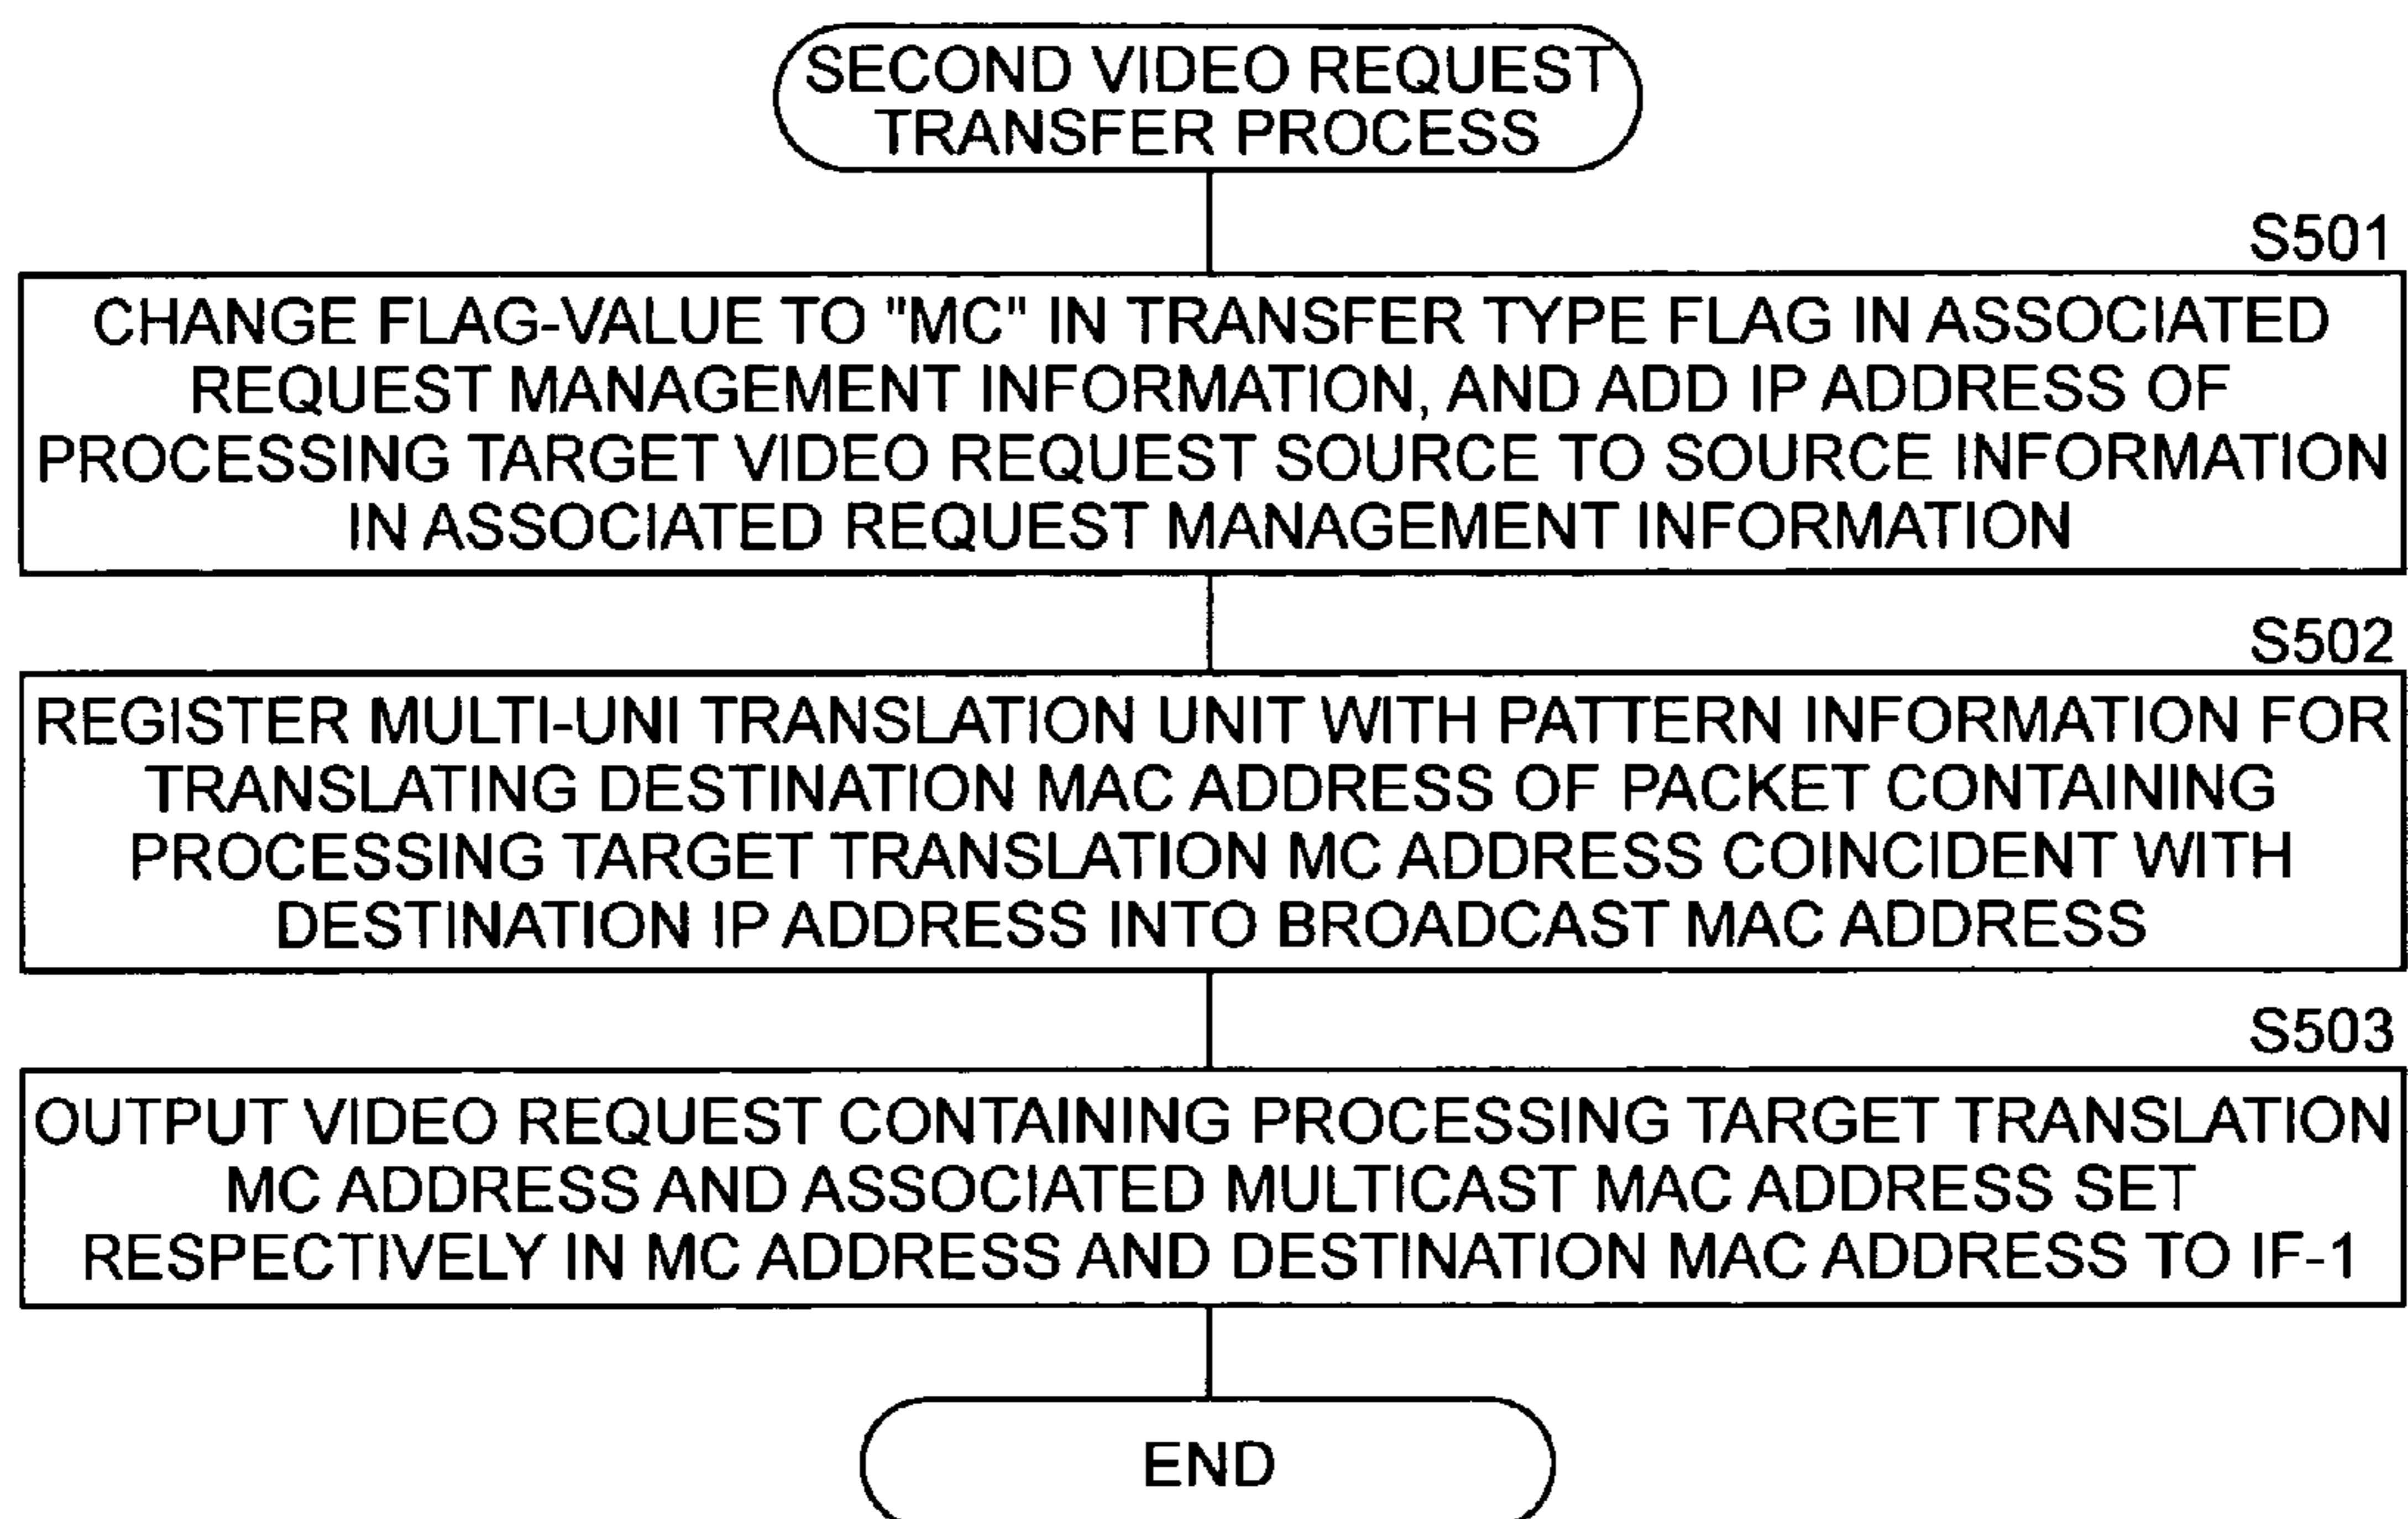 SECOND VIDEO REQUEST
TRANSFER PROCESS
S501
CHANGE FLAG-VALUE TO "MC" IN TRANSFER TYPE FLAG IN ASSOCIATED
REQUEST MANAGEMENT INFORMATION, AND ADD IP ADDRESS OF
PROCESSING TARGET VIDEO REQUEST SOURCE TO SOURCE INFORMATION
IN ASSOCIATED REQUEST MANAGEMENT INFORMATION
S502
REGISTER MULTI-UNI TRANSLATION UNIT WITH PATTERN INFORMATION FOR
TRANSLATING DESTINATION MAC ADDRESS OF PACKET CONTAINING
PROCESSING TARGET TRANSLATION MC ADDRESS COINCIDENT WITH
DESTINATION IP ADDRESS INTO BROADCAST MAC ADDRESS
S503
OUTPUT VIDEO REQUEST CONTAINING PROCESSING TARGET TRANSLATION
MC ADDRESS AND ASSOCIATED MULTICAST MAC ADDRESS SET
RESPECTIVELY IN MC ADDRESS AND DESTINATION MAC ADDRESS TO IF-1
END